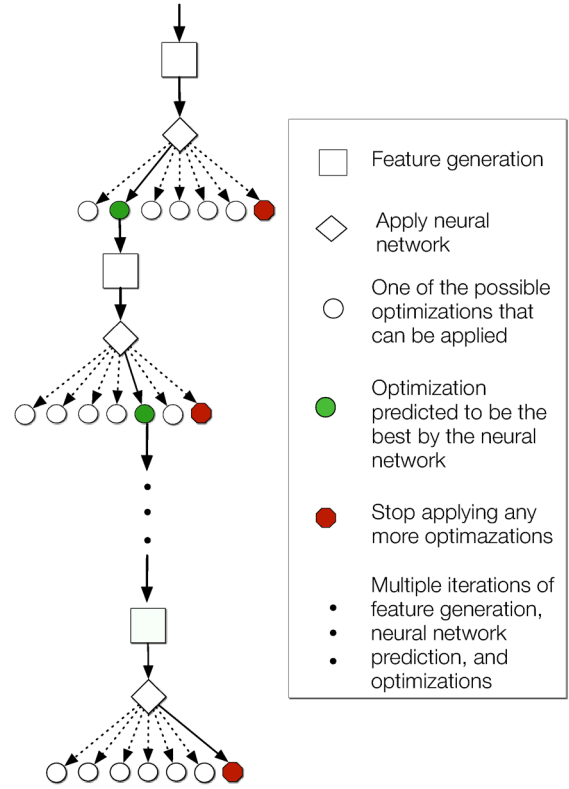 Feature generation
Apply neural
network
One of the possible
optimizations that
can be applied
Optimization
predicted to be the
best by the neural
network
Stop applying any
more optimazations
Multiple iterations of
feature generation,
neural network
prediction, and
optimizations